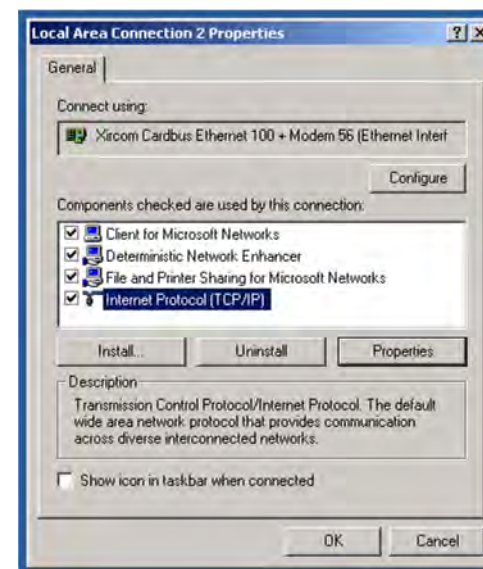 Local Area Connection 2 Properties
? x
General
Connect using:
Xircom Cardbus Ethernet 100 + Modem 56 (Ethernet Interf
Configure
Components checked are used by this connection:
Client for Microsoft Networks
Deterministic Network Enhancer
File and Printer Sharing for Microsoft Networks
Internet Protocol (TCP/IP)
Install... Uninstall Properties
Description
Transmission Control Protocol/Internet Protocol. The default
wide area network protocol that provides communication
across diverse interconnected networks.
Show icon in taskbar when connected
OK Cancel